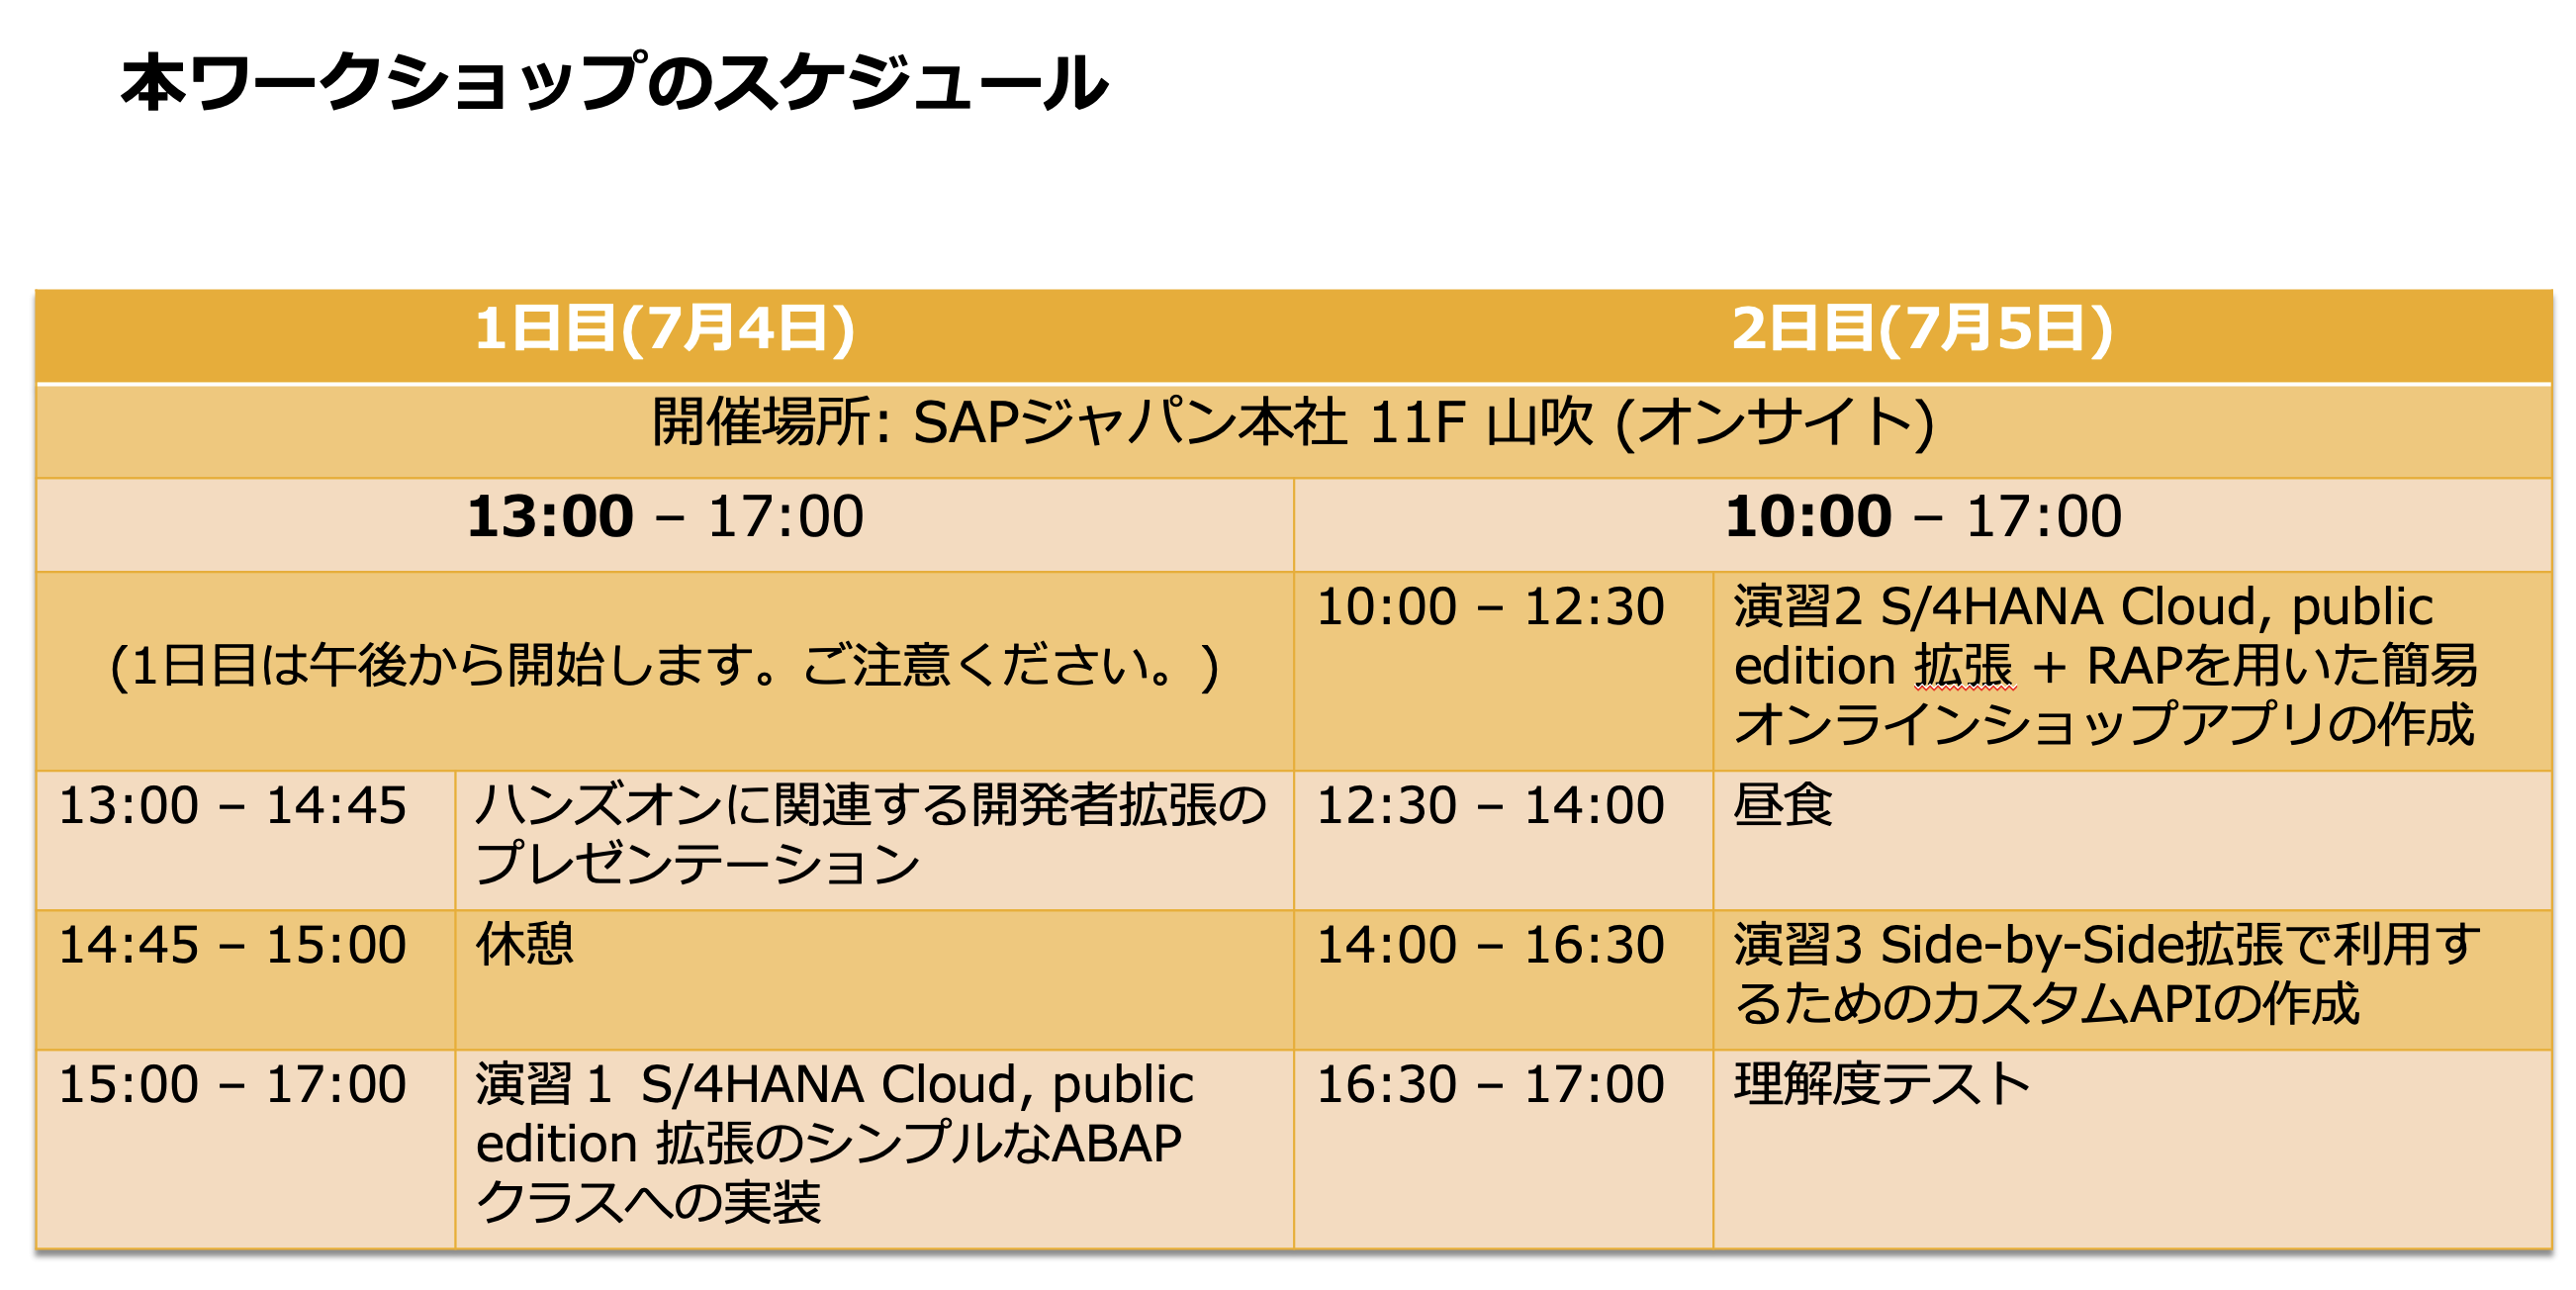 本ワークショップのスケジュール
1日目(7月4日)
2日目(7月5日)
開催場所: SAPジャパン本社 11F 山吹 (オンサイト)
13:00 – 17:00
10:00 – 17:00
(1日目は午後から開始します。ご注意ください。)
10:00 – 12:30
演習2 S/4HANA Cloud, public
edition 拡張 + RAPを用いた簡易
オンラインショップアプリの作成
13:00 – 14:45
ハンズオンに関連する開発者拡張の
プレゼンテーション
12:30 – 14:00
昼食
14:45 – 15:00
休憩
14:00 – 16:30
演習3 Side-by-Side拡張で利用す
るためのカスタムAPIの作成
15:00 – 17:00
演習１ S/4HANA Cloud, public
edition 拡張のシンプルなABAP
クラスへの実装
16:30 – 17:00
理解度テスト